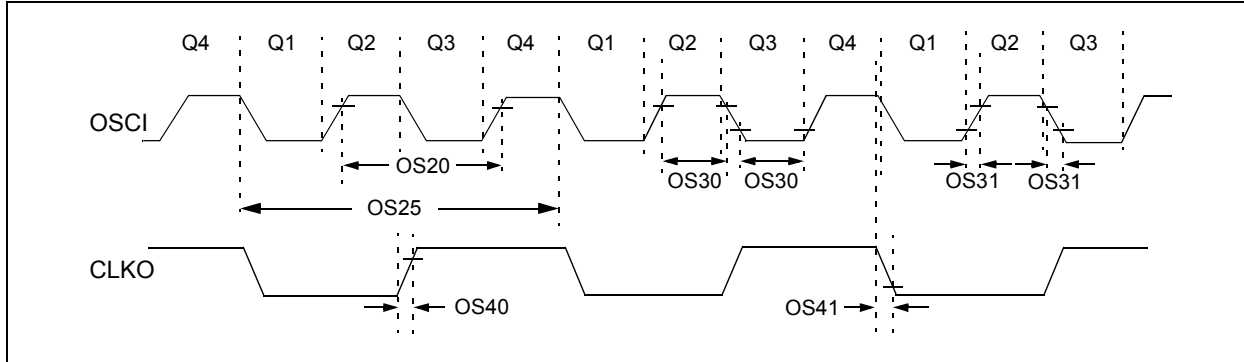 Q4 Q1 Q2 Q3 Q4 Q1 Q2 Q3 Q4 Q1 Q2 Q3
OSCI
OS20 OS30 OS30 OS31 OS31
OS25
CLKO
OS40 OS41